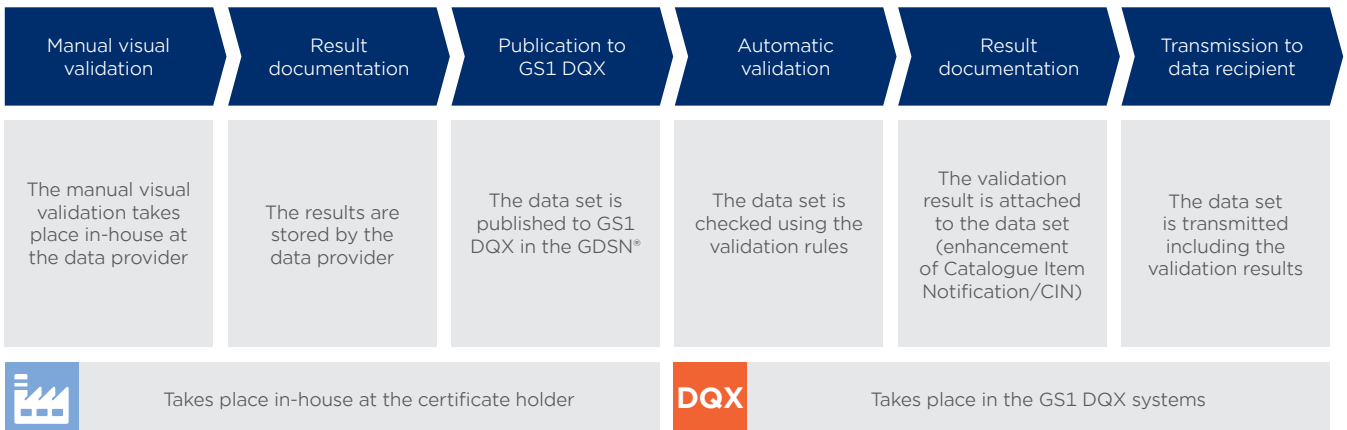 Manual visual
validation
Result
documentation
Publication to
GS1 DQX
Automatic
validation
Result
documentation
Transmission to
data recipient
The manual visual
validation takes
place in-house at
the data provider
The results are
stored by the
data provider
The data set is
published to GS1
DQX in the GDSN®
The data set is
checked using the
validation rules
The validation
result is attached
to the data set
(enhancement
of Catalogue Item
Notification/CIN)
The data set
is transmitted
including the
validation results
Takes place in-house at the certificate holder
DQX
Takes place in the GS1 DQX systems